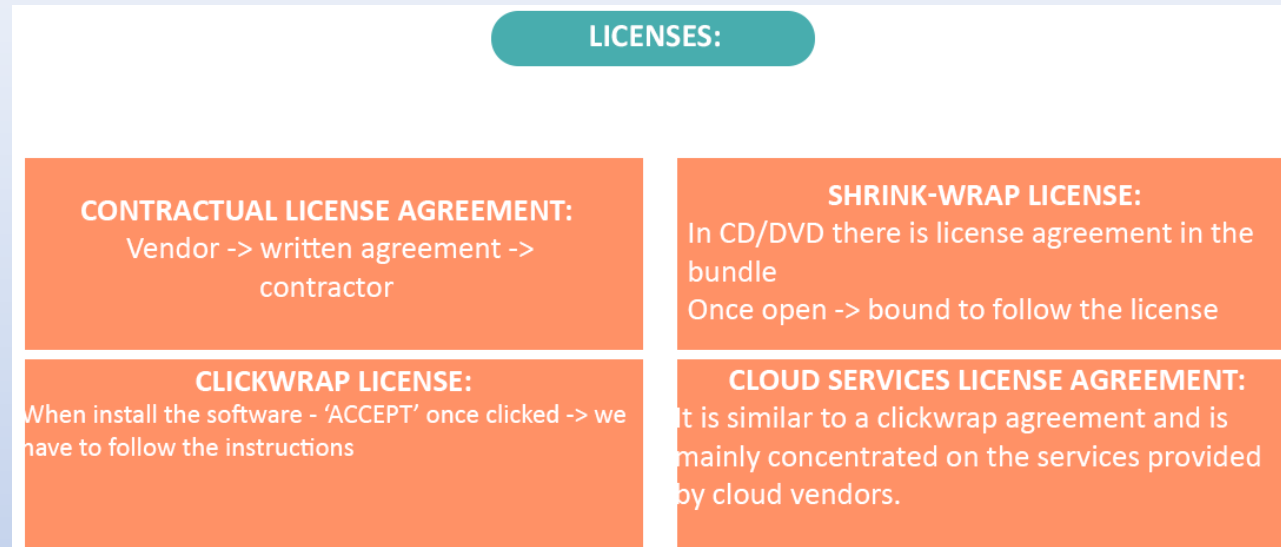 LICENSES:
CONTRACTUAL LICENSE AGREEMENT:
Vendor -> written agreement ->
contractor
SHRINK-WRAP LICENSE:
In CD/DVD there is license agreement in the
bundle
Once open -> bound to follow the license
CLICKWRAP LICENSE:
When install the software - ‘ACCEPT’ once clicked -> we
have to follow the instructions
CLOUD SERVICES LICENSE AGREEMENT:
It is similar to a clickwrap agreement and is
mainly concentrated on the services provided
by cloud vendors.